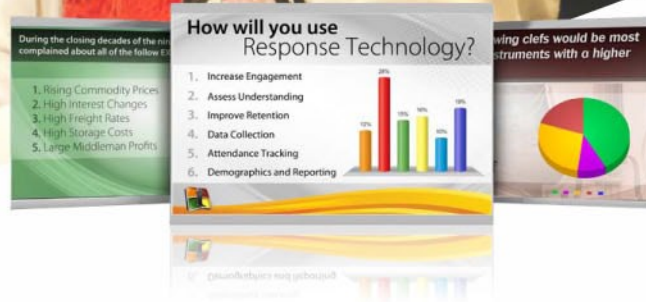 During the closing decades of the nin
complained about all of the follow EX
1. Rising Commodity Prices
2. High Interest Changes
3. High Freight Rates
4. High Storage Costs
5. Large Middleman Profits
How will you use
Response Technology?
1. Increase Engagement
2. Assess Understanding
3. Improve Retention
4. Data Collection
5. Attendance Tracking
6. Demographics and Reporting
wing clefs would be most
struments with a higher